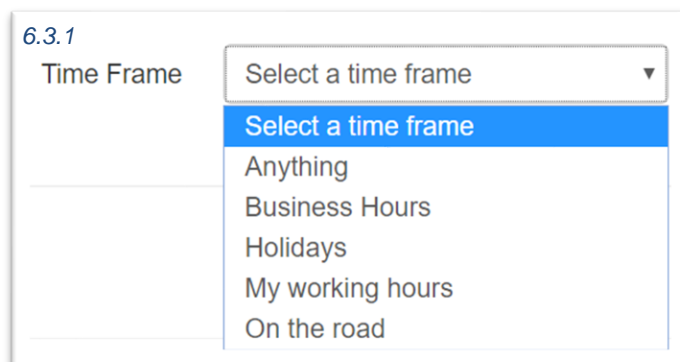 6.3.1
Time Frame Select a time frame ▼
Select a time frame
Anything
Business Hours
Holidays
My working hours
On the road